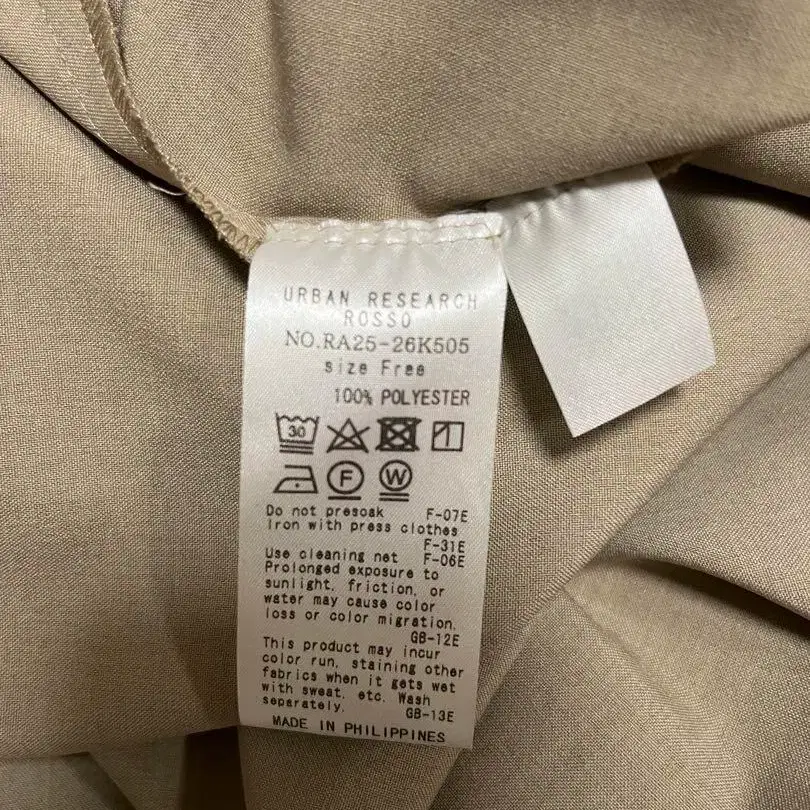 URBAN RESEARCH
ROSSO
NO.RA25-26K505
size Free
100% POLYESTER
30
F W
Do not presoak F-07E
Iron with press clothes
F-31E
Use cleaning net F-06E
Prolonged exposure to
sunlight, friction, or
water may cause color
loss or color migration.
GB-12E
This product may incur
color run, staining other
fabrics when it gets wet
with sweat, etc. Wash
separately. GB-13E
MADE IN PHILIPPINES